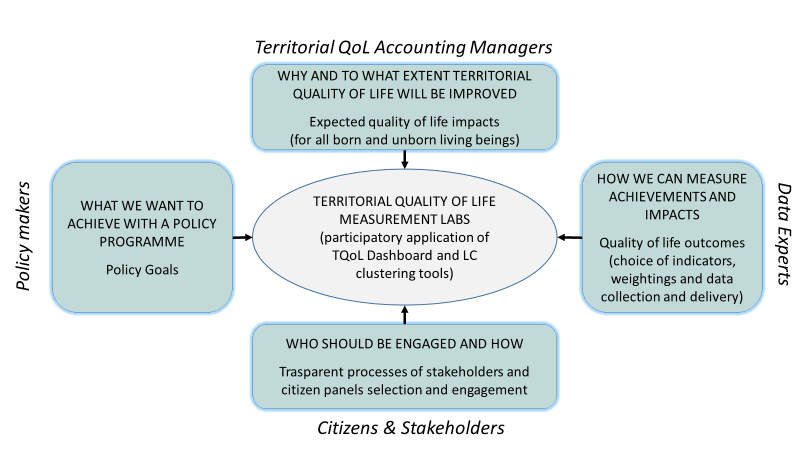 Territorial QoL Accounting Managers
WHY AND TO WHAT EXTENT TERRITORIAL
QUALITY OF LIFE WILL BE IMPROVED
Expected quality of life impacts
(for all born and unborn living beings)
Policy makers
WHAT WE WANT TO
ACHIEVE WITH A POLICY
PROGRAMME
Policy Goals
TERRITORIAL QUALITY OF LIFE
MEASUREMENT LABS
(participatory application of
TQoL Dashboard and LC
clustering tools)
HOW WE CAN MEASURE
ACHIEVEMENTS AND
IMPACTS
Quality of life outcomes
(choice of indicators,
weightings and data
collection and delivery)
Data Experts
WHO SHOULD BE ENGAGED AND HOW
Trasparent processes of stakeholders and
citizen panels selection and engagement
Citizens & Stakeholders